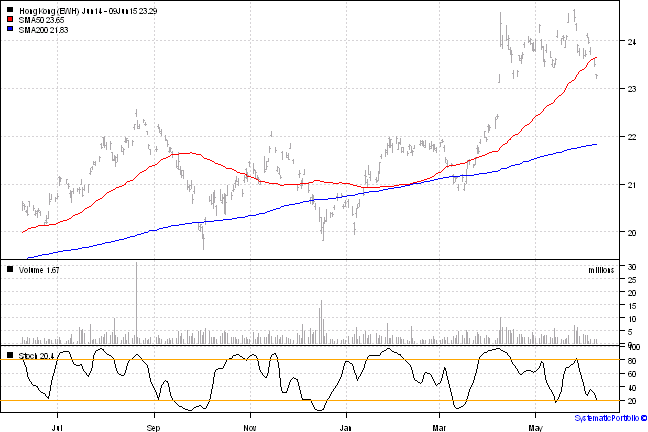 Hong Kong (EWH) Jun 14 - 09Jun15 23.29
SMA50 23.65
SMA200 21.83
24
23
22
21
20
Volume 1.67
millions
30
25
20
15
10
5
0
Stoch 20.4
100
80
60
40
20
Jul
Sep
Nov
Jan
Mar
May
SystematicPortfolio ©